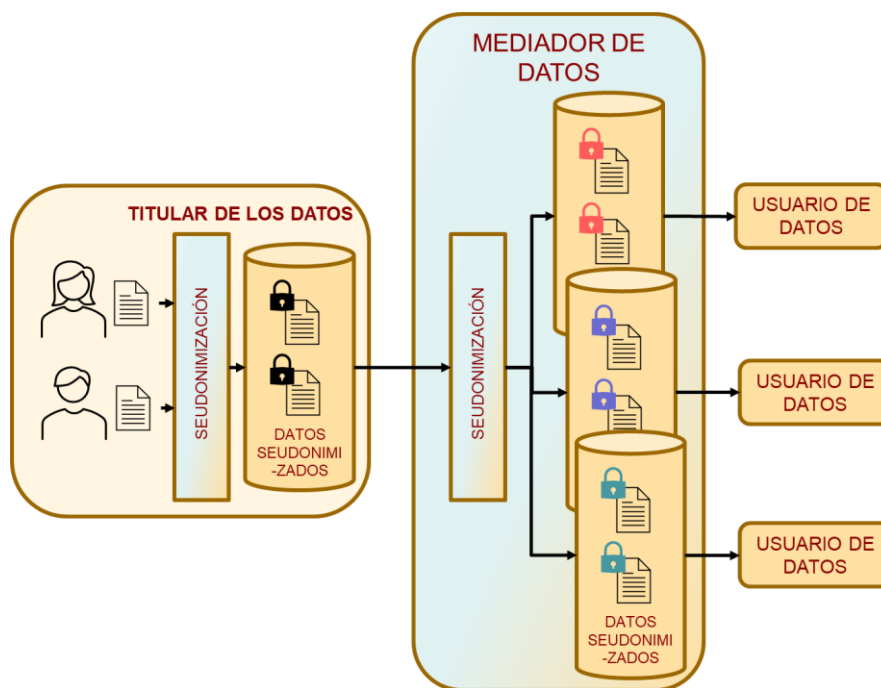 TITULAR DE LOS DATOS
SEUDONIMIZACIÓN
DATOS
SEUDONIMI
-ZADOS
MEDIADOR DE
DATOS
SEUDONIMIZACIÓN
DATOS
SEUDONIMI
-ZADOS
USUARIO DE
DATOS
USUARIO DE
DATOS
USUARIO DE
DATOS